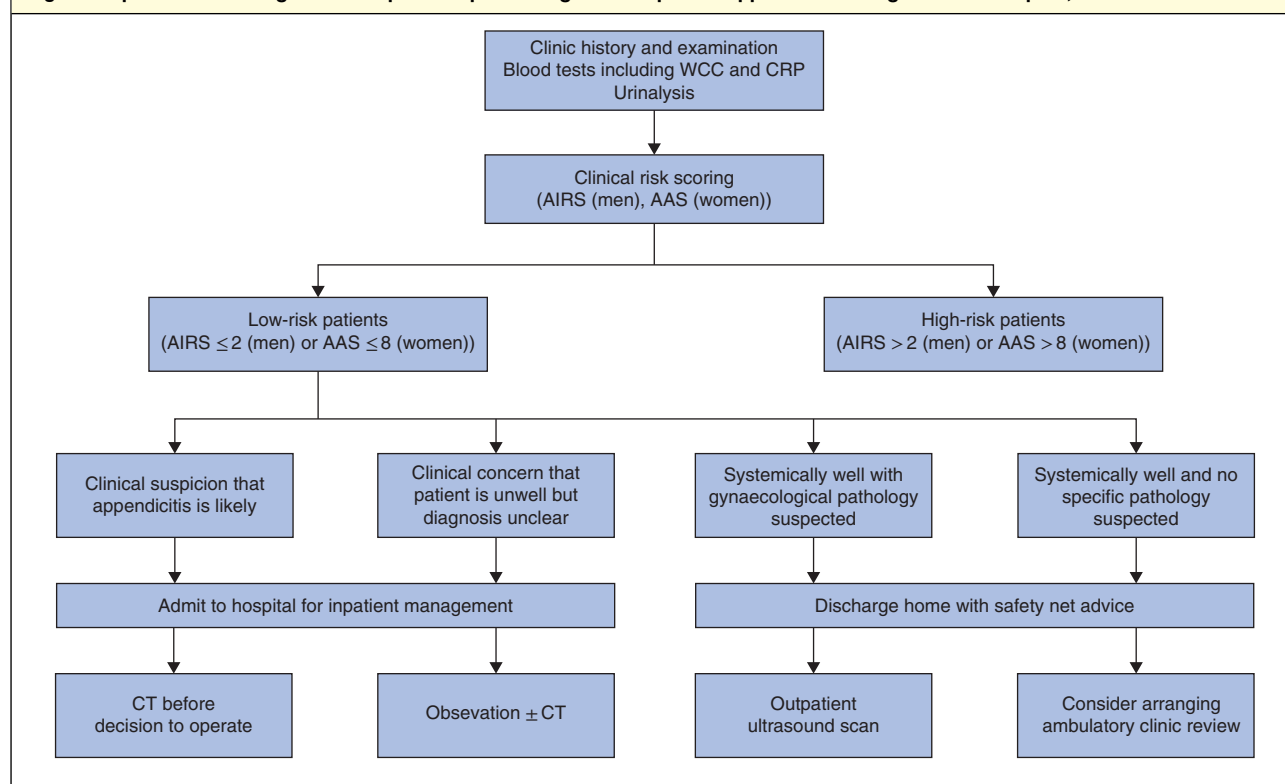 Clinic history and examination
Blood tests including WCC and CRP
Urinalysis
Clinical risk scoring
(AIRS (men), AAS (women))
Low-risk patients
(AIRS ≤ 2 (men) or AAS ≤ 8 (women))
High-risk patients
(AIRS > 2 (men) or AAS > 8 (women))
Clinical suspicion that
appendicitis is likely
Clinical concern that
patient is unwell but
diagnosis unclear
Systemically well with
gynaecological pathology
suspected
Systemically well and no
specific pathology
suspected
Admit to hospital for inpatient management
Discharge home with safety net advice
CT before
decision to operate
Obsevation ± CT
Outpatient
ultrasound scan
Consider arranging
ambulatory clinic review